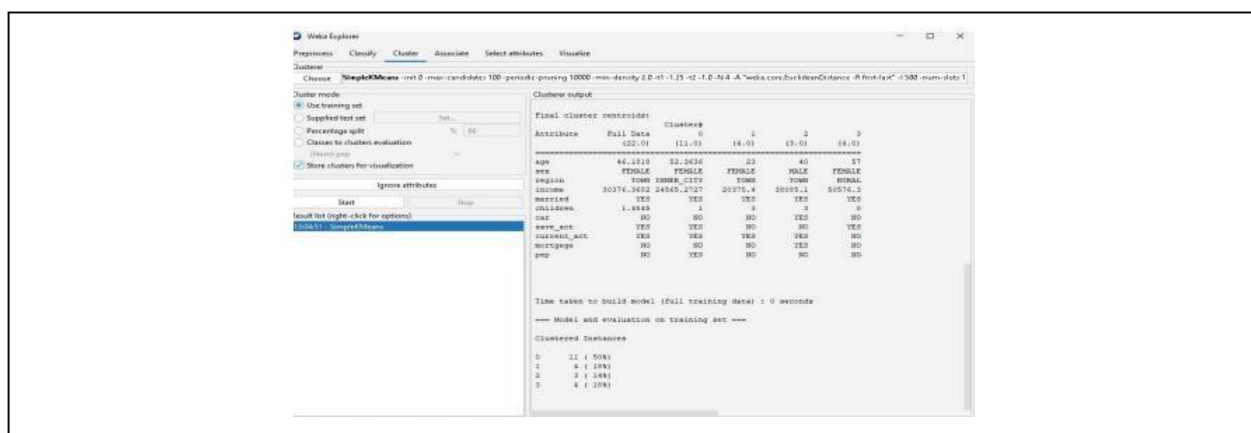 Weka Explorer
Preprocess Classify Cluster Associate Select attributes Visualize
Clusterer
Choose SimpleKMeans -init 0 -max-candidates 100 -periodic-pruning 10000 -min-density 2.0 -t1 -1.25 -t2 -1.0 -N 4 -A "weka.core.EuclideanDistance -R first-last" -I 500 -num-slots 1
Cluster mode
Use training set
Supplied test set Set...
Percentage split % 66
Classes to clusters evaluation
(Nom) pep
Store clusters for visualization
Ignore attributes
Start Stop
Result list (right-click for options)
SimpleKMeans
Clusterer output
Final cluster centroids:
Cluster#
Attribute Full Data 0 1 2 3
(22.0) (11.0) (4.0) (3.0) (4.0)
age 46.1818 52.3636 23 40 57
sex FEMALE FEMALE FEMALE MALE FEMALE
region TOWN INNER_CITY TOWN TOWN RURAL
income 24565.2727 20375.4
married YES YES YES YES YES
children 1 0
car NO NO NO YES NO
save_act YES YES NO NO YES
current_act YES YES YES YES NO
mortgage NO NO NO YES NO
pep NO YES NO NO NO
Time taken to build model (full training data) : 0 seconds
=== Model and evaluation on training set ===
Clustered Instances
0 11 ( 50%)
1 4 ( 18%)
2 3 ( 14%)
3 4 ( 18%)